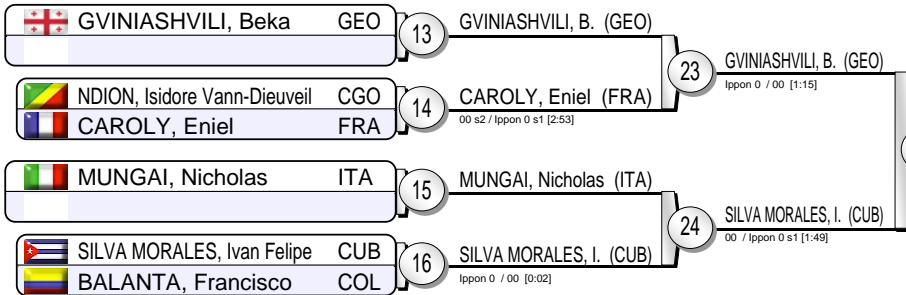 GVINIASHVILI, Beka GEO
13
GVINIASHVILI, B. (GEO)
NDION, Isidore Vann-Dieuveil CGO
CAROLY, Eniel FRA
14
CAROLY, Eniel (FRA)
00 s2 / Ippon 0 s1 [2:53]
23
GVINIASHVILI, B. (GEO)
Ippon 0 / 00 [1:15]
MUNGAI, Nicholas ITA
15
MUNGAI, Nicholas (ITA)
SILVA MORALES, Ivan Felipe CUB
BALANTA, Francisco COL
16
SILVA MORALES, I. (CUB)
Ippon 0 / 00 [0:02]
24
SILVA MORALES, I. (CUB)
00 / Ippon 0 s1 [1:49]